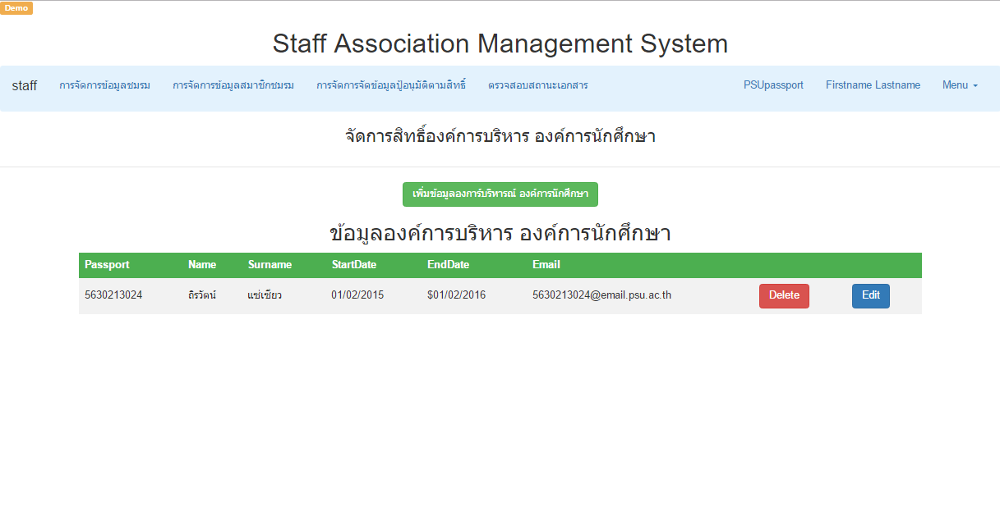 Demo
Staff Association Management System
staff การจัดการข้อมูลชมรม การจัดการข้อมูลสมาชิกชมรม การจัดการจัดข้อมูลปู้อนุมัติตามสิทธิ์ ตรวจสอบสถานะเอกสาร PSUpassport Firstname Lastname Menu
จัดการสิทธิ์องค์การบริหาร องค์การนักศึกษา
เพิ่มข้อมูลองการ์บริหารณ์ องค์การนักศึกษา
ข้อมูลองค์การบริหาร องค์การนักศึกษา
Passport Name Surname StartDate EndDate Email
5630213024 ถิรวัตน์ แซ่เซียว 01/02/2015 $01/02/2016 5630213024@email.psu.ac.th Delete Edit